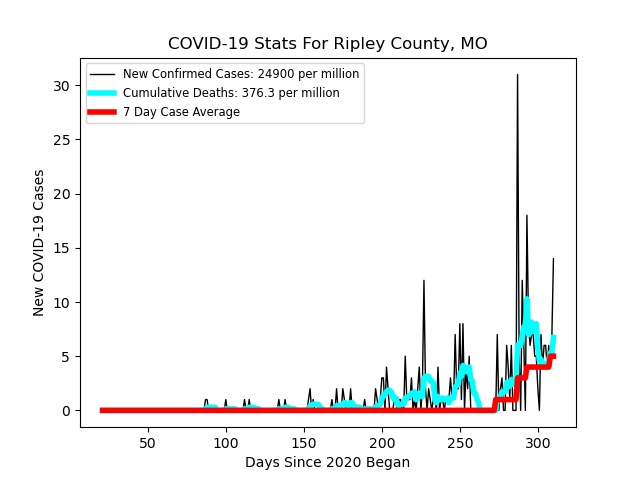 COVID-19 Stats For Ripley County, MO
New Confirmed Cases: 24900 per million
Cumulative Deaths: 376.3 per million
7 Day Case Average
New COVID-19 Cases
30
25
20
15
10
5
0
50 100 150 200 250 300
Days Since 2020 Began